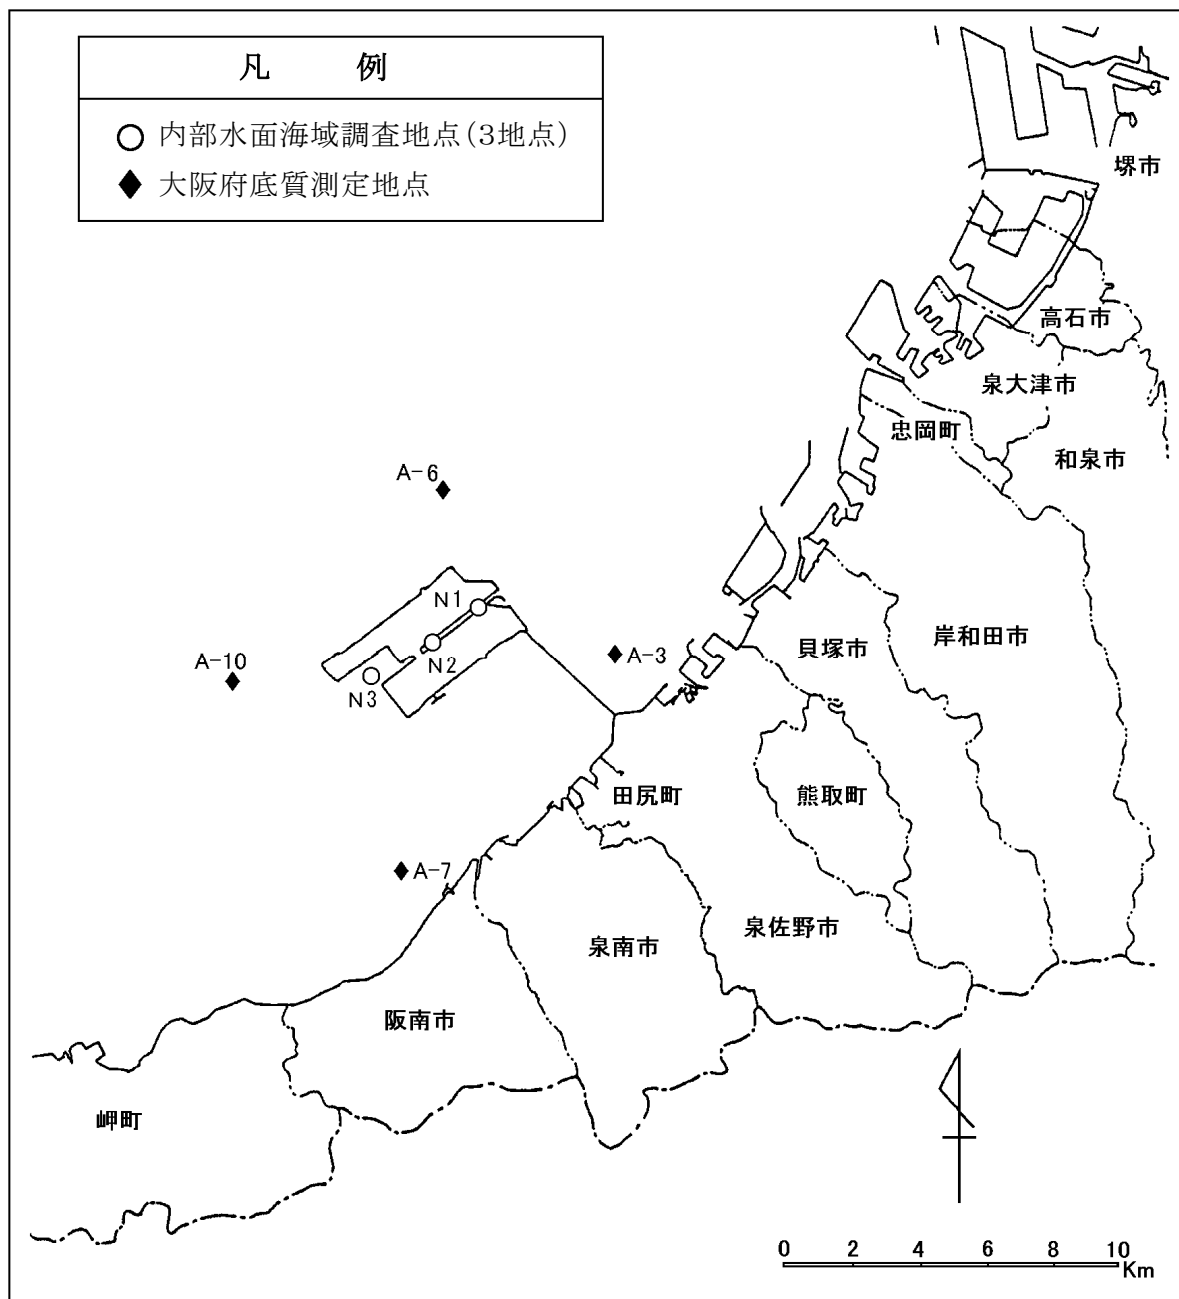 凡 例
内部水面海域調査地点(3地点)
大阪府底質測定地点
堺市
高石市
泉大津市
忠岡町
和泉市
A-6
N1
岸和田市
貝塚市
N2
A-3
A-10
N3
田尻町
熊取町
A-7
泉佐野市
泉南市
阪南市
岬町
0 2 4 6 8 10
Km